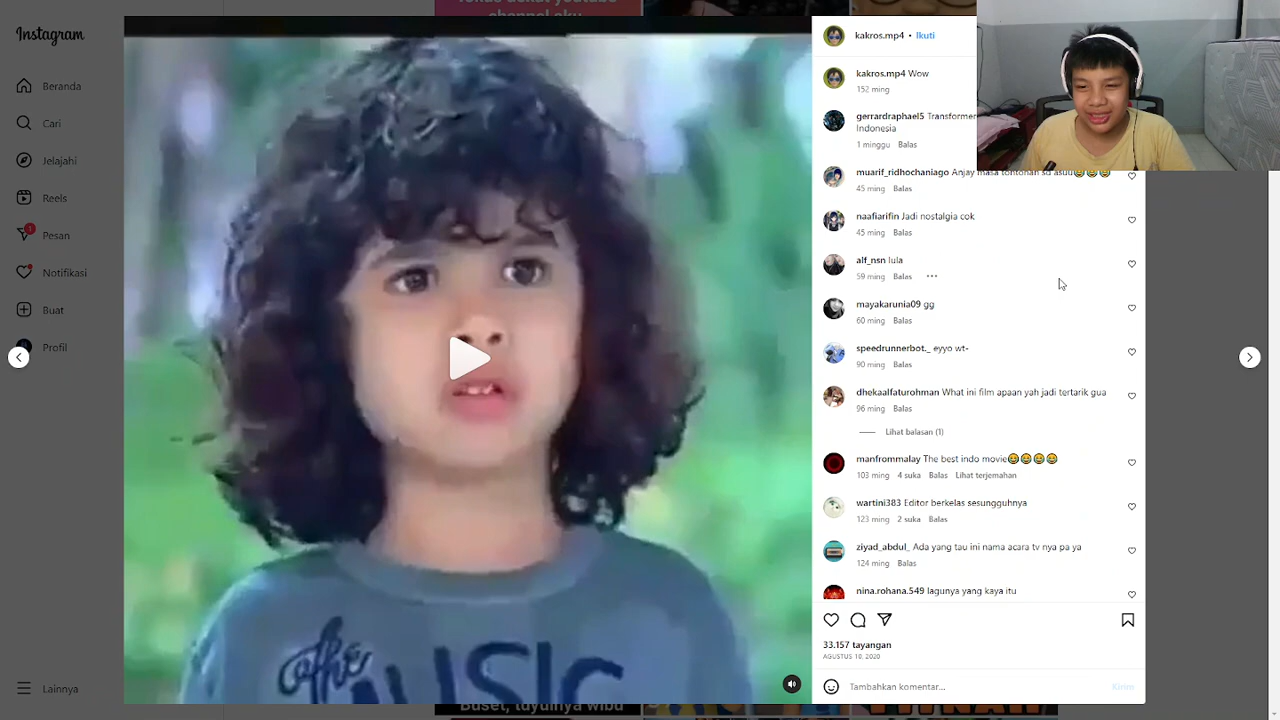 Instagram
Beranda
Cari
Jelajahi
Reels
1
Pesan
Notifikasi
Buat
Profil
Lainnya
the
MUSIC
kakros.mp4 • Ikuti
kakros.mp4 Wow
152 ming
gerrardraphael5 Transformer
Indonesia
1 minggu Balas
muarif_ridhochaniago Anjay masa tontonan sd asuu😂😂😂
45 ming Balas
naafiarifin Jadi nostalgia cok
45 ming Balas
alf_nsn lula
59 ming Balas ...
mayakarunia09 gg
60 ming Balas
speedrunnerbot._ eyyo wt-
90 ming Balas
dhekaalfaturohman What ini film apaan yah jadi tertarik gua
96 ming Balas
Lihat balasan (1)
manfrommalay The best indo movie😂😂😂😂
103 ming 4 suka Balas Lihat terjemahan
wartini383 Editor berkelas sesungguhnya
123 ming 2 suka Balas
ziyad_abdul_ Ada yang tau ini nama acara tv nya pa ya
124 ming Balas
nina.rohana.549 lagunya yang kaya itu
33.157 tayangan
AGUSTUS 10, 2020
Tambahkan komentar...
Kirim